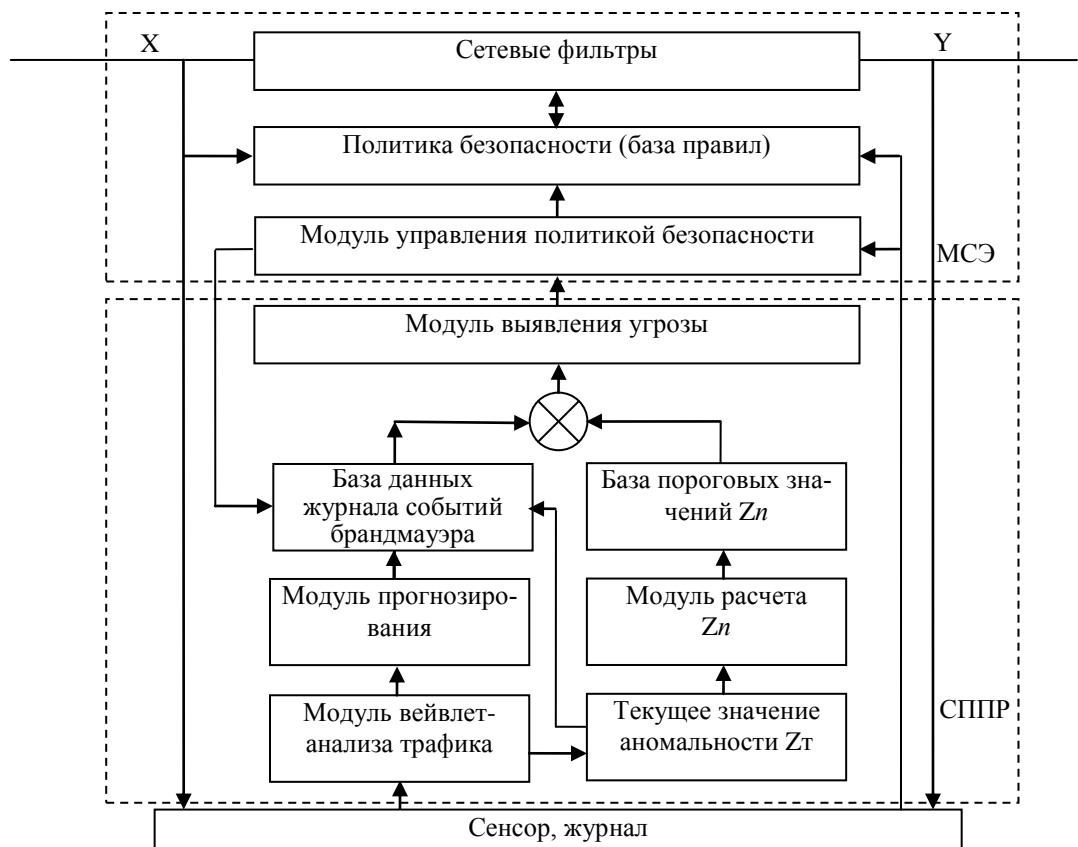 X
Y
Сетевые фильтры
Политика безопасности (база правил)
Модуль управления политикой безопасности
МСЭ
Модуль выявления угрозы
База данных
журнала событий
брандмауэра
База пороговых зна-
чений Zn
Модуль прогнозиро-
вания
Модуль расчета
Zn
Модуль вейвлет-
анализа трафика
Текущее значение
аномальности Zт
СППР
Сенсор, журнал